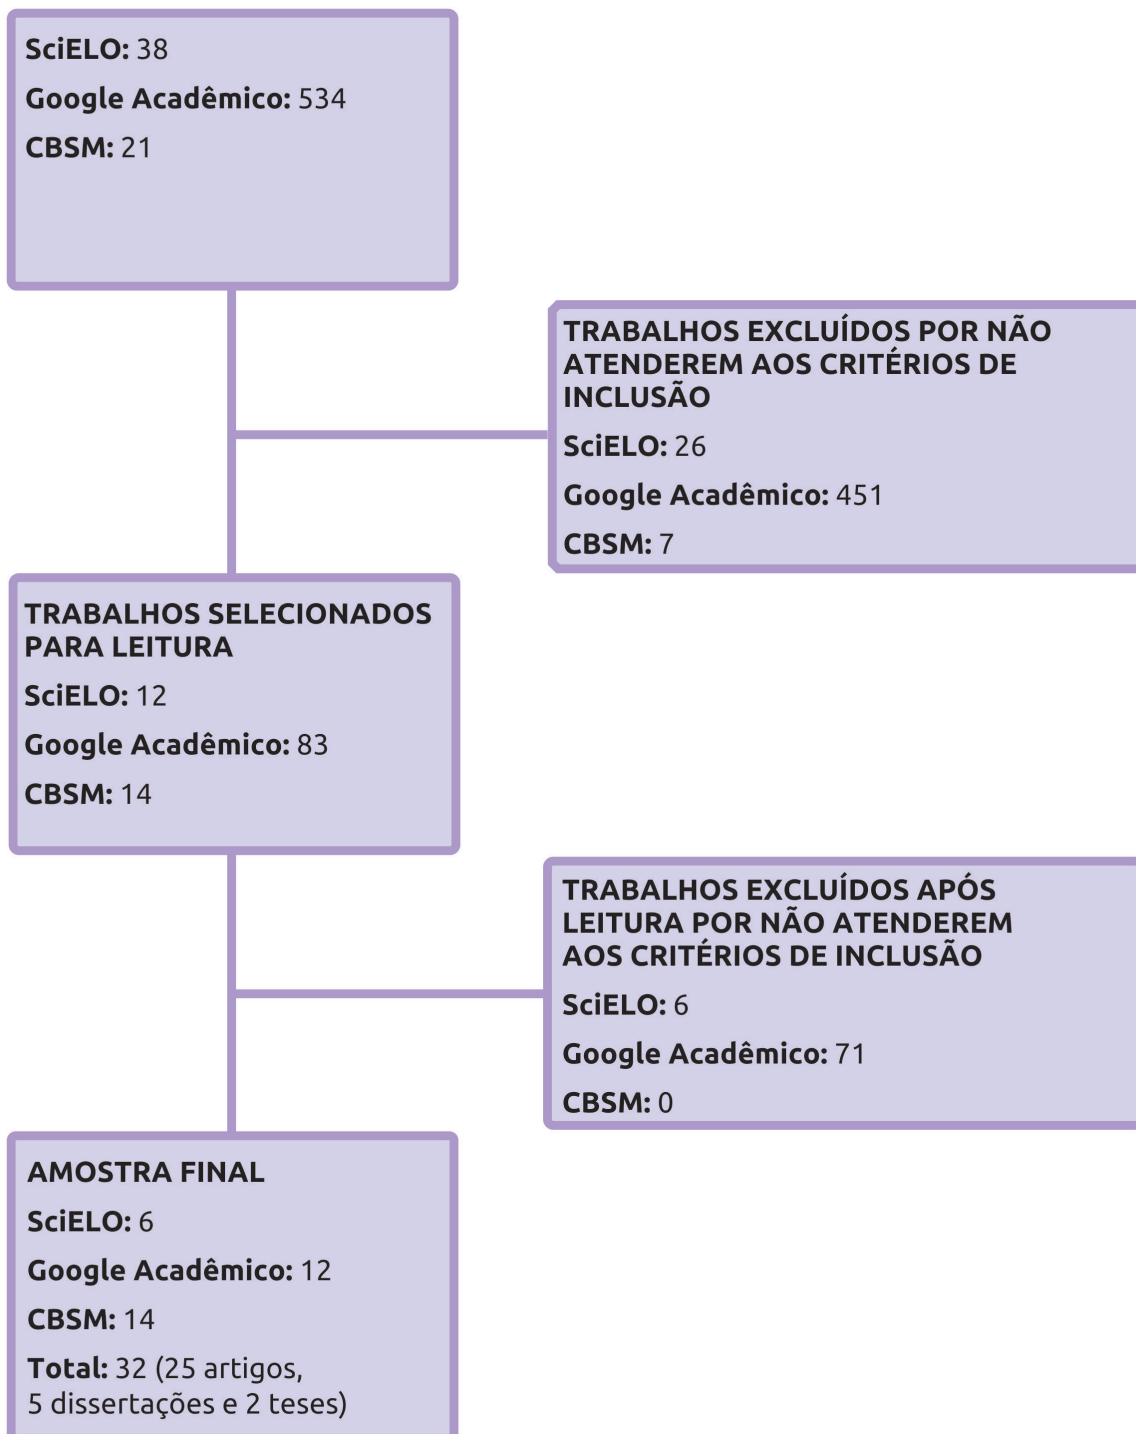 SciELO: 38
Google Acadêmico: 534
CBSM: 21
TRABALHOS EXCLUÍDOS POR NÃO
ATENDEREM AOS CRITÉRIOS DE
INCLUSÃO
SciELO: 26
Google Acadêmico: 451
CBSM: 7
TRABALHOS SELECIONADOS
PARA LEITURA
SciELO: 12
Google Acadêmico: 83
CBSM: 14
TRABALHOS EXCLUÍDOS APÓS
LEITURA POR NÃO ATENDEREM
AOS CRITÉRIOS DE INCLUSÃO
SciELO: 6
Google Acadêmico: 71
CBSM: 0
AMOSTRA FINAL
SciELO: 6
Google Acadêmico: 12
CBSM: 14
Total: 32 (25 artigos,
5 dissertações e 2 teses)